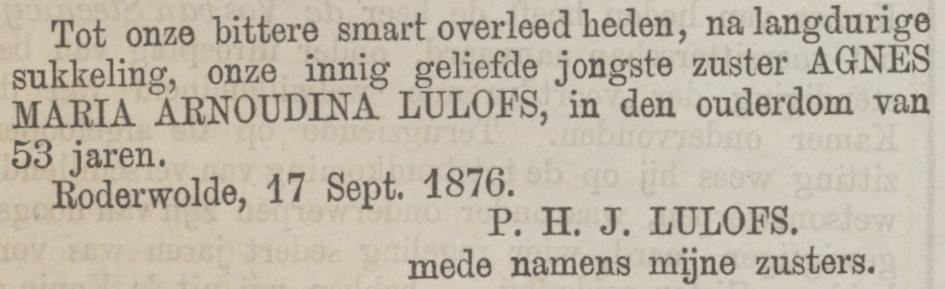 Tot onze bittere smart overleed heden, na langdurige
sukkeling, onze innig geliefde jongste zuster AGNES
MARIA ARNOUDINA LULOFS, in den ouderdom van
53 jaren.
Roderwolde, 17 Sept. 1876.
P. H. J. LULOFS.
mede namens mijne zusters.